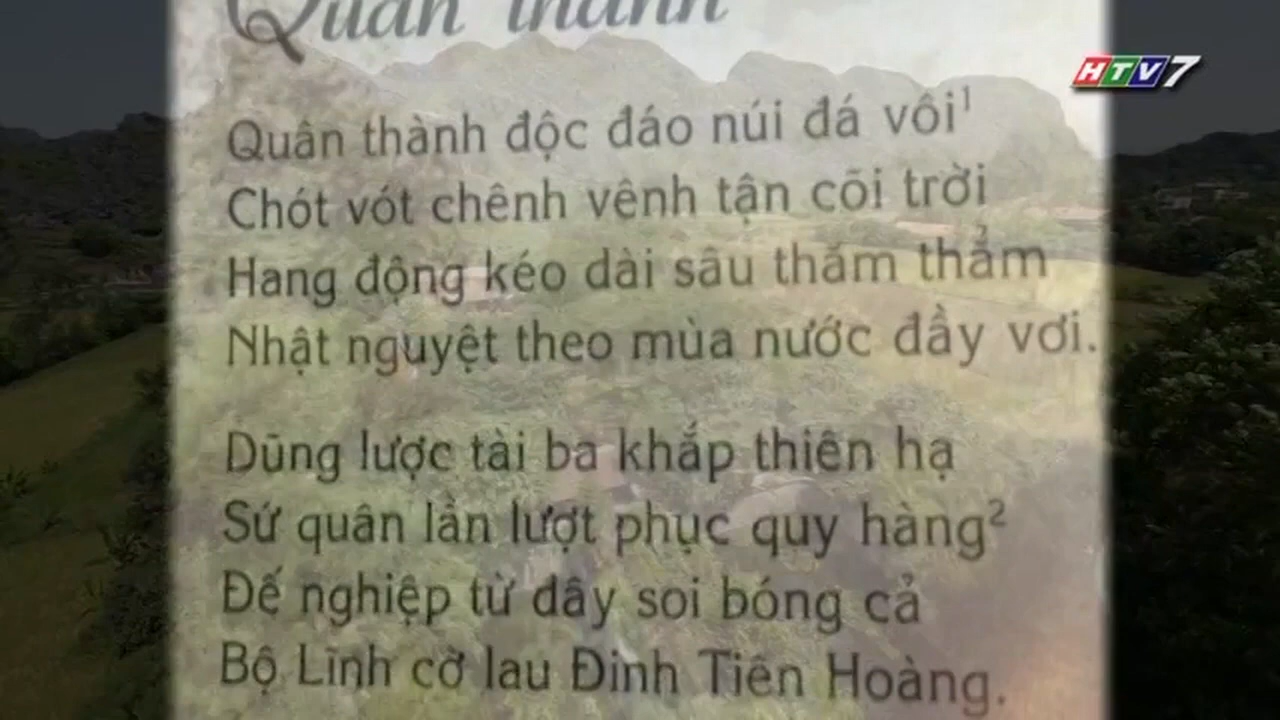 Quân thành
HTV7
Quân thành độc đáo núi đá vôi¹
Chót vót chênh vênh tận cõi trời
Hang động kéo dài sâu thăm thẳm
Nhật nguyệt theo mùa nước đầy vơi.
Dũng lược tài ba khắp thiên hạ
Sứ quân lần lượt phục quy hàng²
Đế nghiệp từ đây soi bóng cả
Bộ Lĩnh cờ lau Đinh Tiên Hoàng.